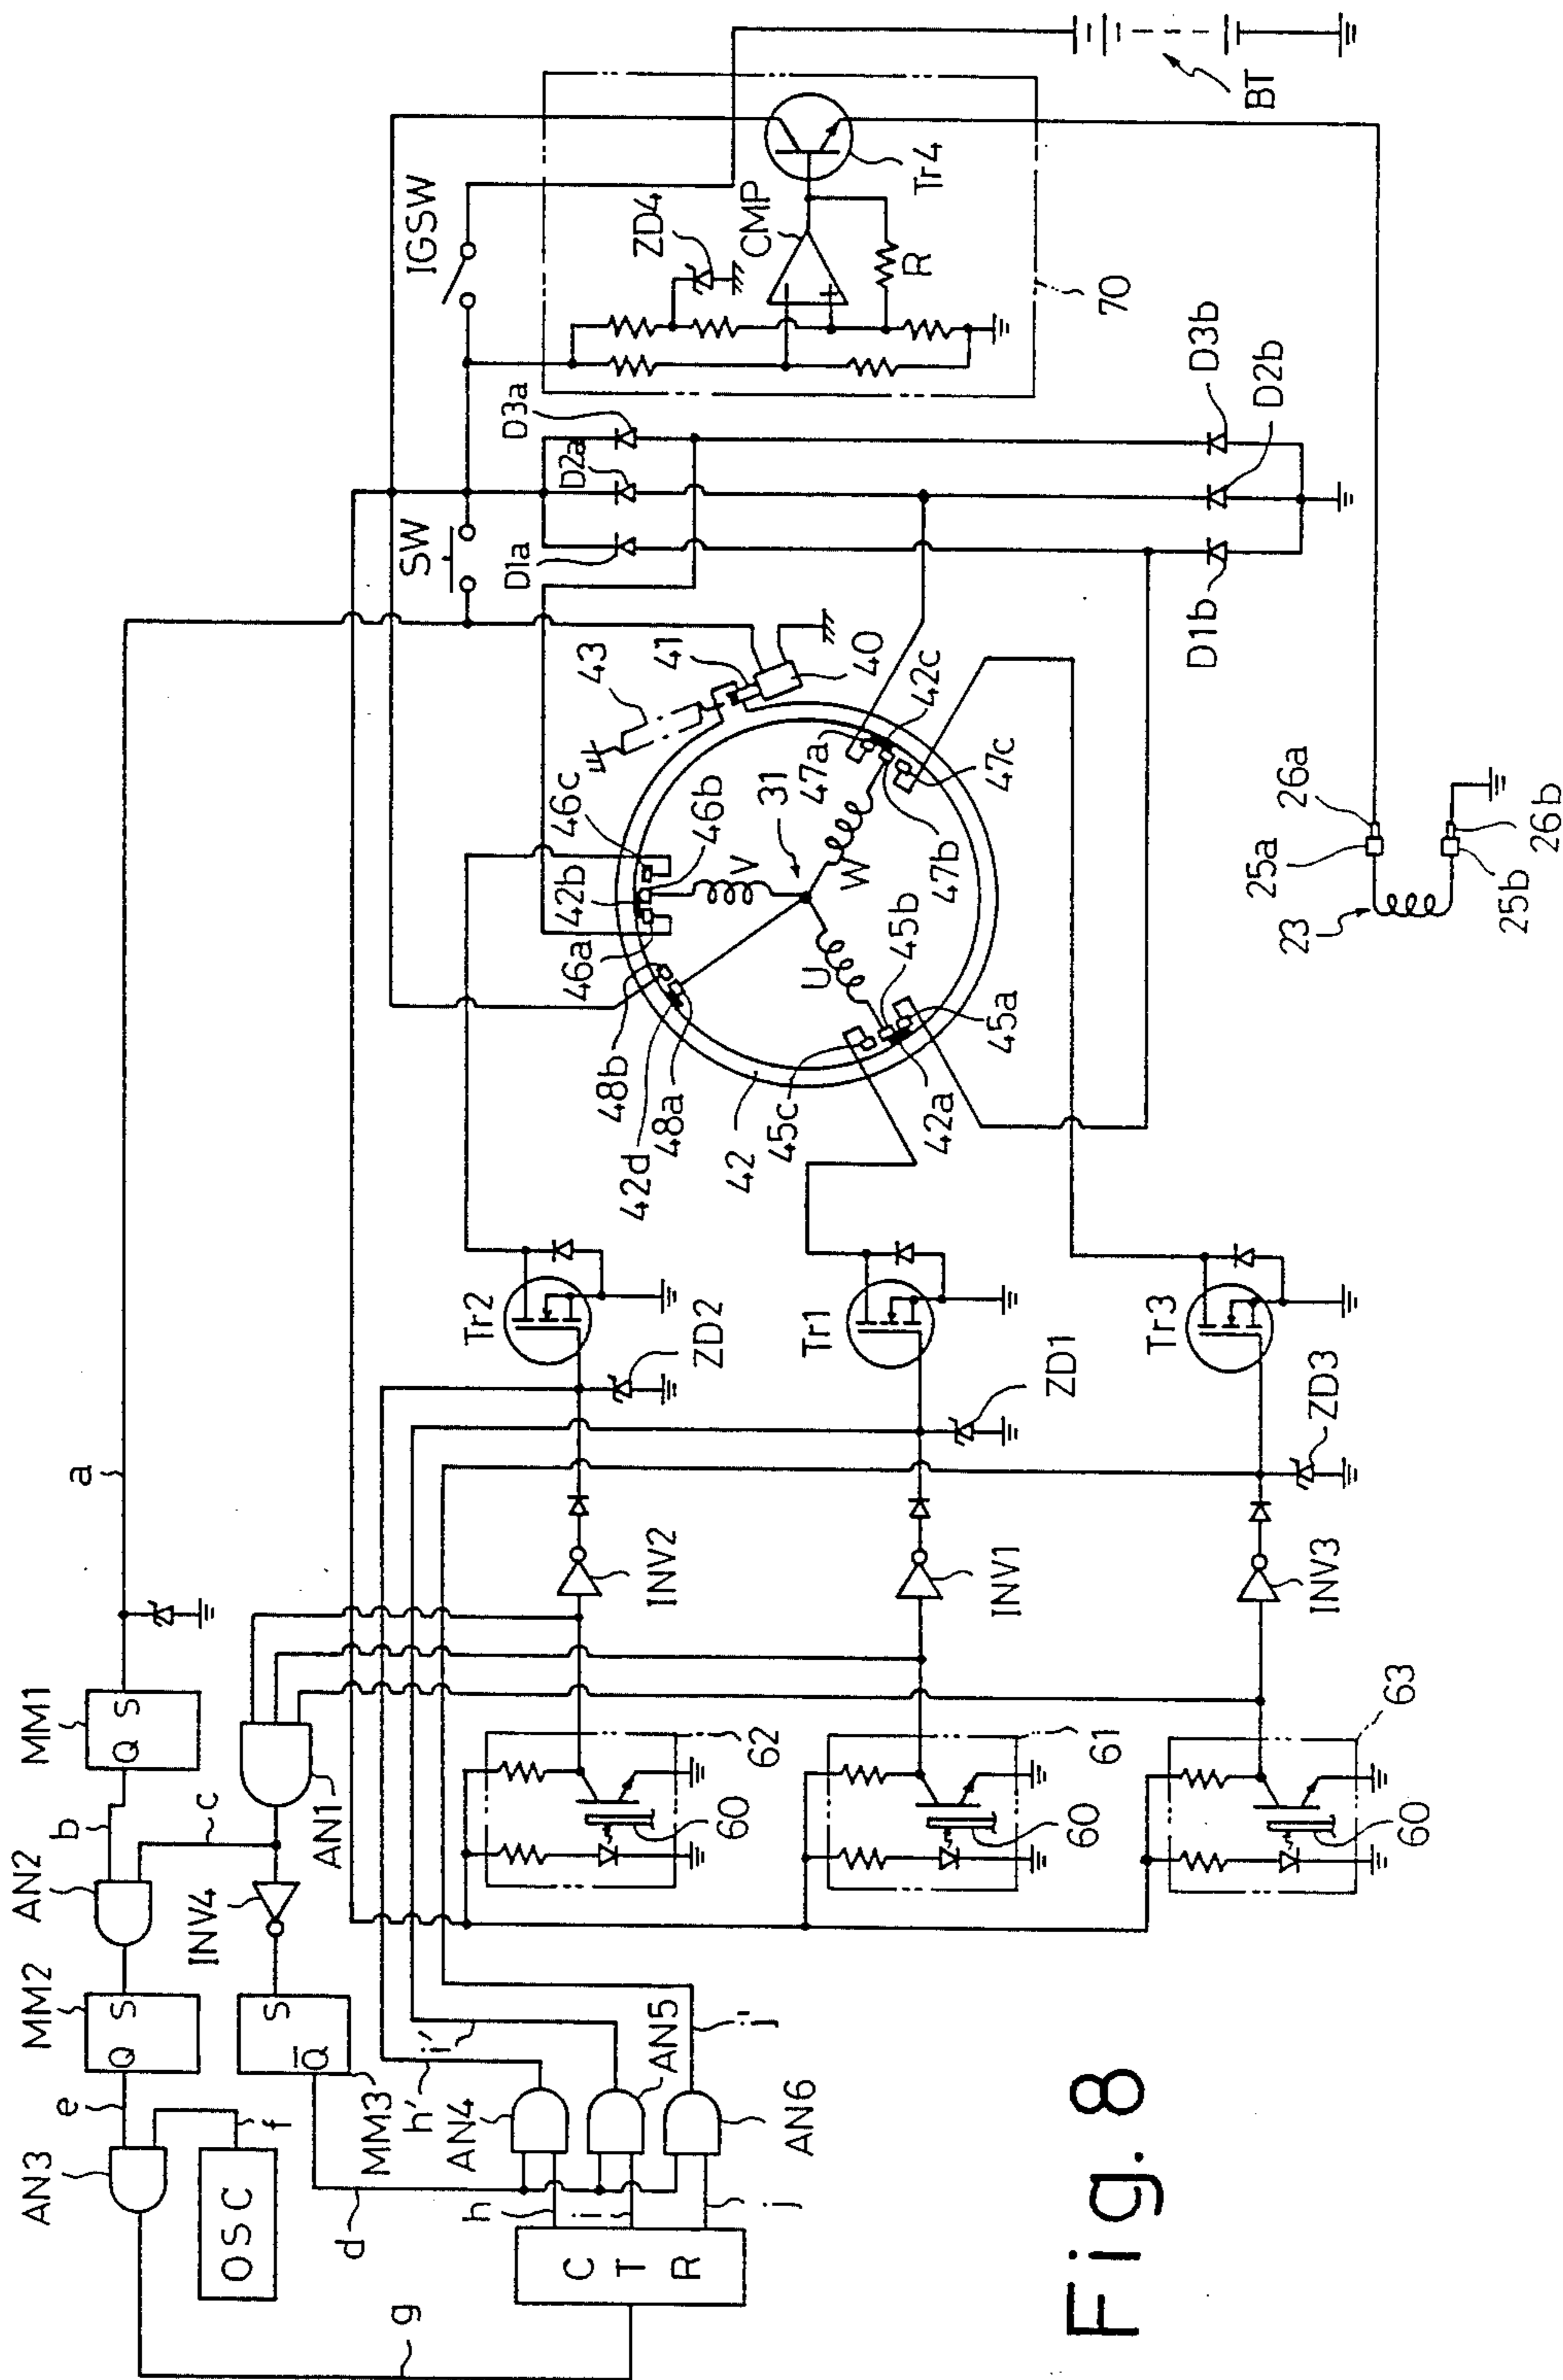 AN3
MM2
AN2
MM1
a
IGSW
e
Q S
b
Q S
SW
f
c
OSC
INV4
AN1
ZD4
CMP
Tr4
BT
R
70
g
d
Q S
MM3
h'
i'
AN4
AN5
j'
AN6
h
i
j
C T R
62
60
INV2
Tr2
ZD2
D1a
D2a
D3a
43
41
40
46c
46b
42b
46a
V
31
47a
42c
W
47b
47c
U
45b
45a
42a
45c
42
48a
42d
48b
61
60
INV1
Tr1
ZD1
63
60
INV3
Tr3
ZD3
D1b
D2b
D3b
23
25a
26a
25b
26b
Fig. 8